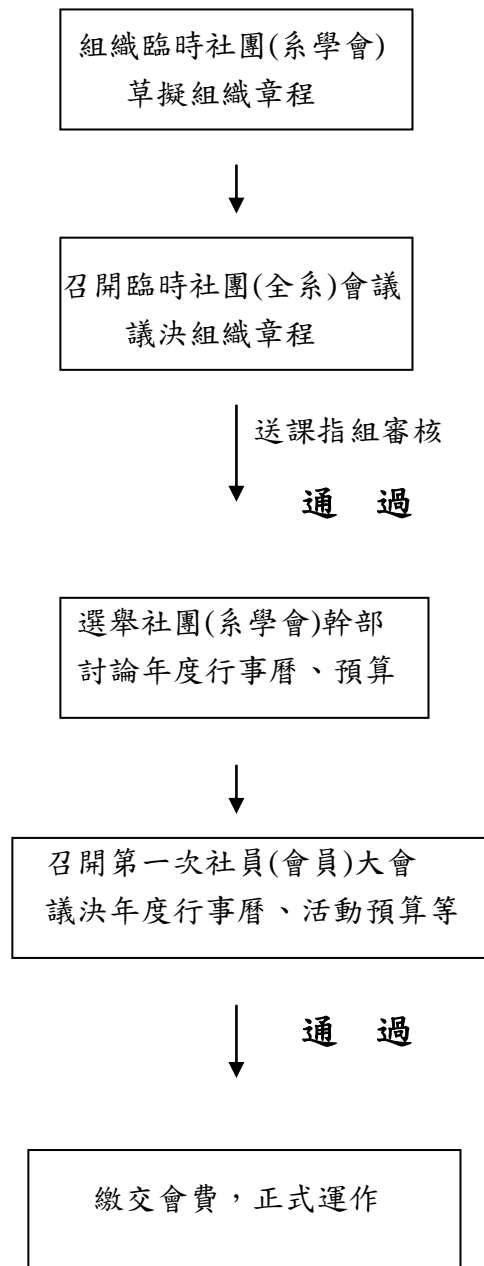 組織臨時社團(系學會)
草擬組織章程
召開臨時社團(全系)會議
議決組織章程
送課指組審核
通 過
選舉社團(系學會)幹部
討論年度行事曆、預算
召開第一次社員(會員)大會
議決年度行事曆、活動預算等
通 過
繳交會費，正式運作